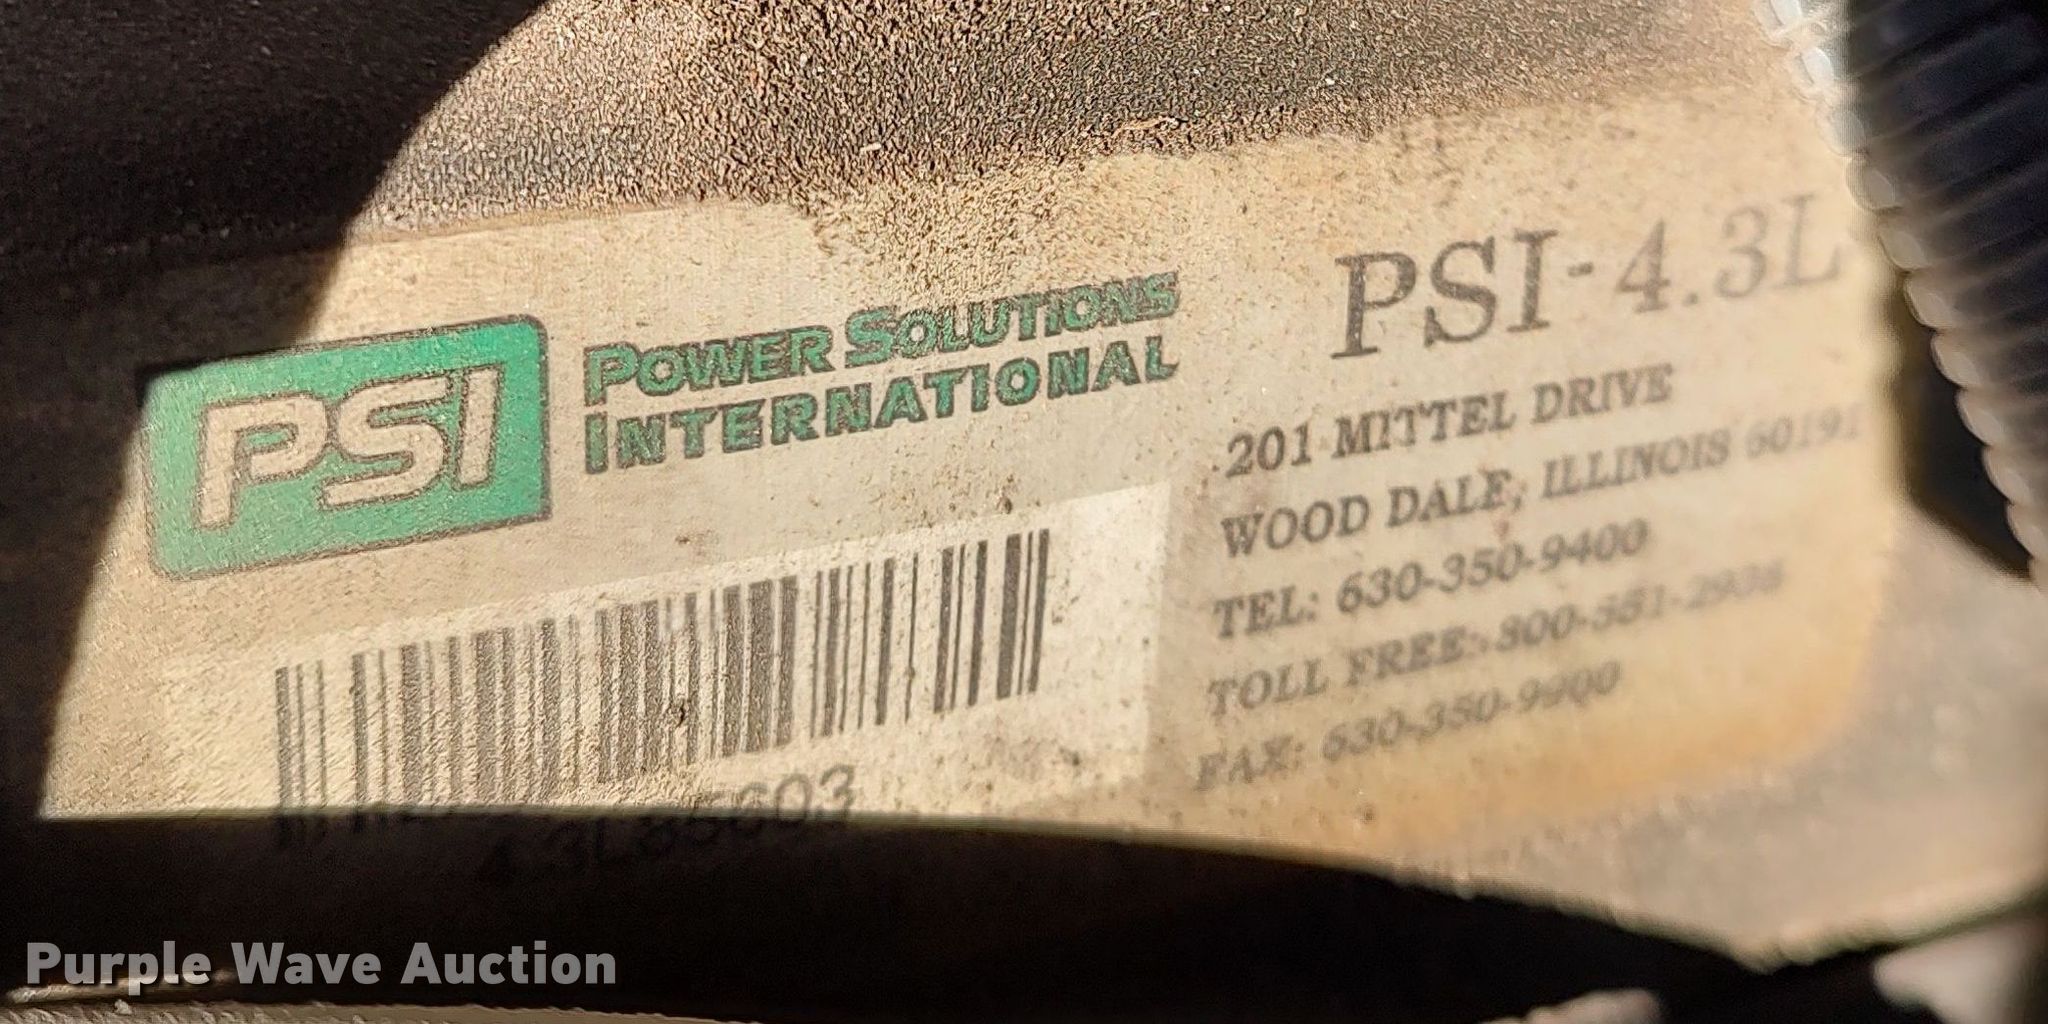 PSI
POWER SOLUTIONS
INTERNATIONAL
PSI-4.3L
201 MITTEL DRIVE
WOOD DALE, ILLINOIS 60191
TEL: 630-350-9400
TOLL FREE:
FAX: 630-350-9900
Purple Wave Auction